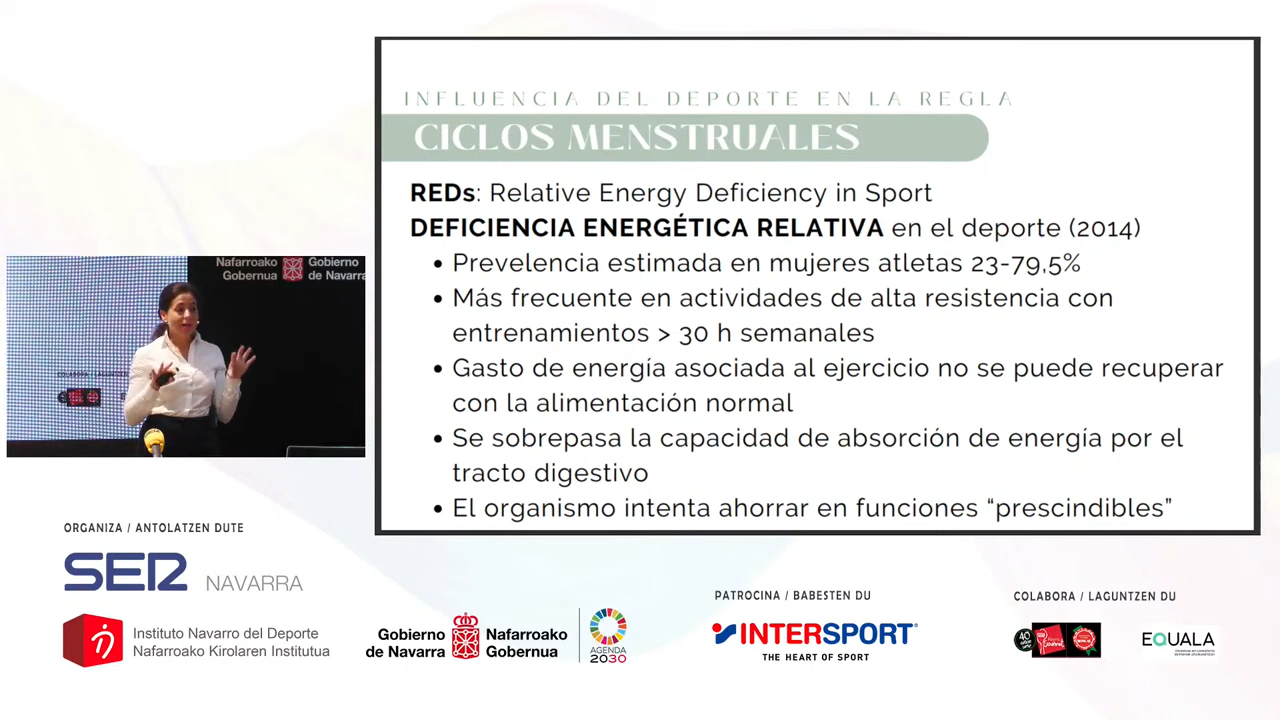 INFLUENCIA DEL DEPORTE EN LA REGLA
CICLOS MENSTRUALES
REDs: Relative Energy Deficiency in Sport
DEFICIENCIA ENERGÉTICA RELATIVA en el deporte (2014)
• Prevelencia estimada en mujeres atletas 23-79,5%
• Más frecuente en actividades de alta resistencia con
entrenamientos > 30 h semanales
• Gasto de energía asociada al ejercicio no se puede recuperar
con la alimentación normal
• Se sobrepasa la capacidad de absorción de energía por el
tracto digestivo
• El organismo intenta ahorrar en funciones “prescindibles”
Nafarroako Gobernua
Gobierno de Navarra
ORGANIZA / ANTOLATZEN DUTE
SER NAVARRA
Instituto Navarro del Deporte
Nafarroako Kirolaren Institutua
Gobierno de Navarra
Nafarroako Gobernua
AGENDA
2030
PATROCINA / BABESTEN DU
INTERSPORT®
THE HEART OF SPORT
COLABORA / LAGUNTZEN DU
40
EQUALA